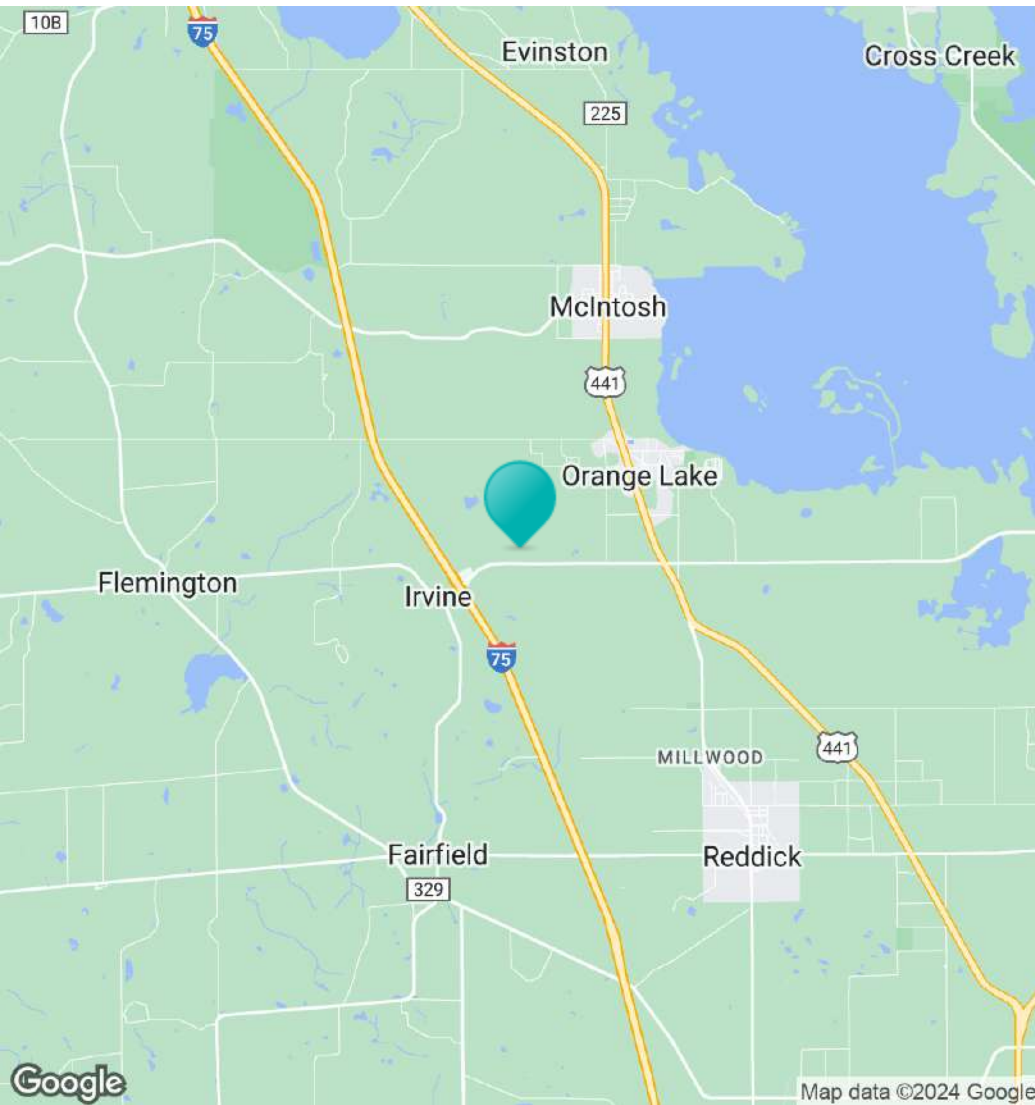 10B
75
Evinston
Cross Creek
225
McIntosh
441
Orange Lake
Flemington
Irvine
75
MILLWOOD
441
Fairfield
Reddick
329
Google
Map data ©2024 Google